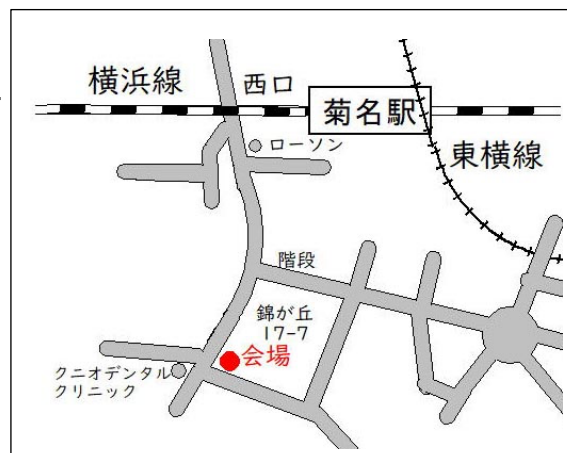 横浜線
西口
菊名駅
ローソン
東横線
階段
錦が丘
17-7
会場
クニオデンタル
クリニック